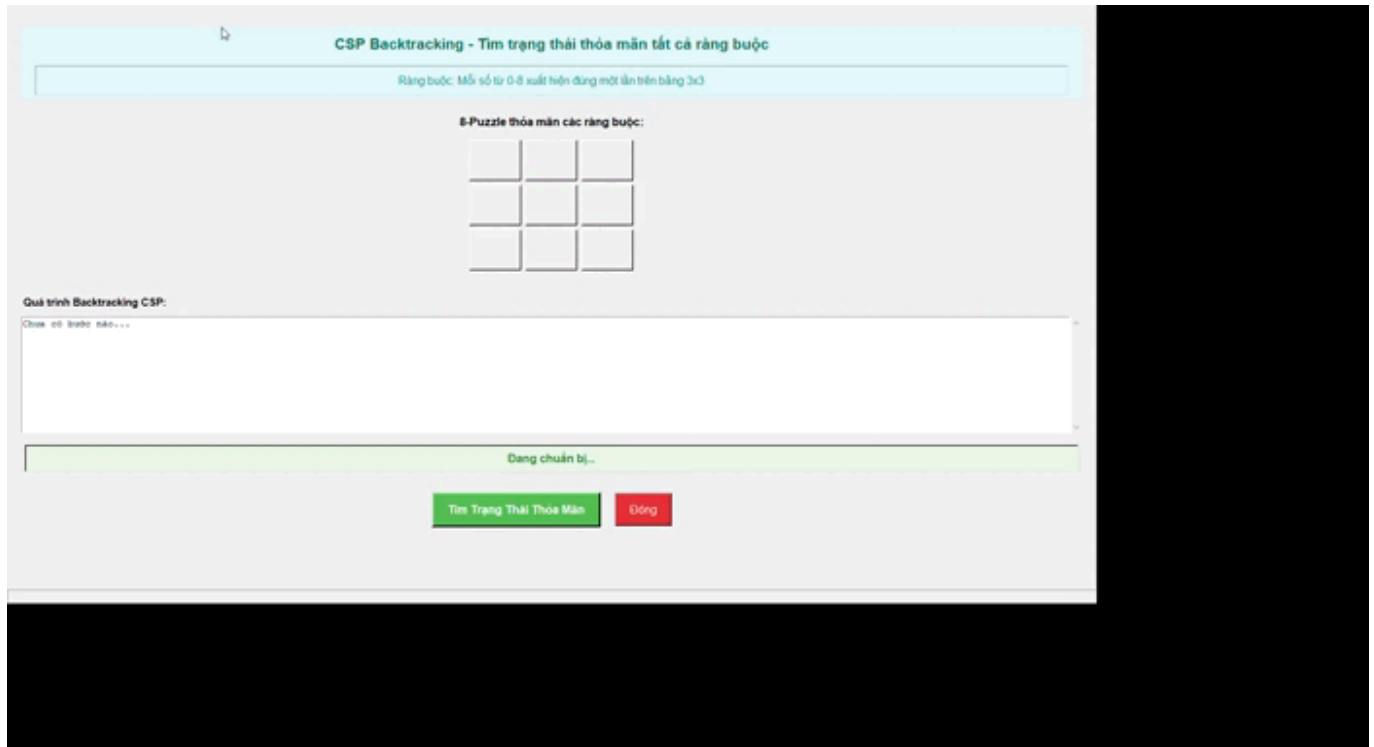 CSP Backtracking - Tìm trạng thái thỏa mãn tất cả ràng buộc
Ràng buộc: Mỗi số từ 0-8 xuất hiện đúng một lần trên bảng 3x3
8-Puzzle thỏa mãn các ràng buộc:
Quá trình Backtracking CSP:
Chưa có bước nào...
Đang chuẩn bị...
Tìm Trạng Thái Thỏa Mãn
Đóng